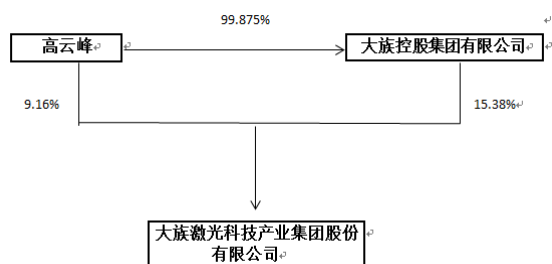 99.875%
高云峰
大族控股集团有限公司
9.16%
15.38%
大族激光科技产业集团股份
有限公司